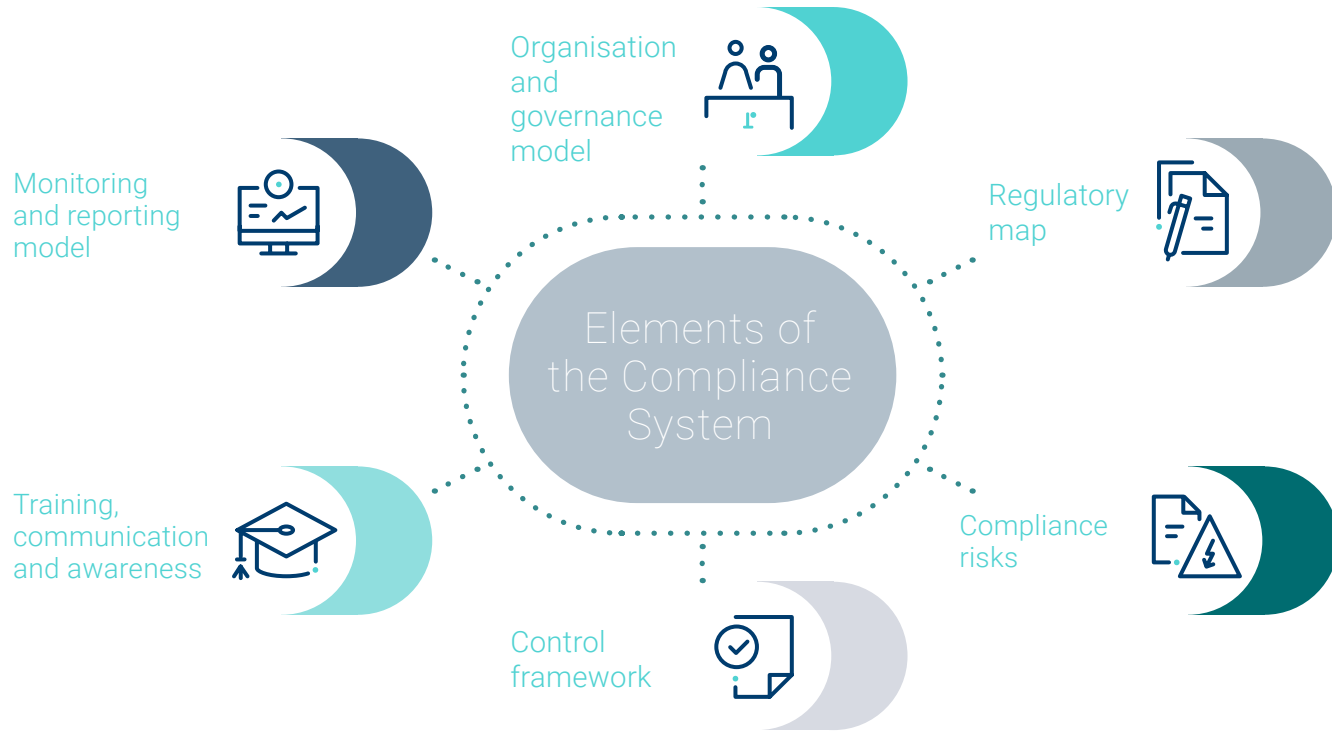 Organisation
and
governance
model
Regulatory
map
Compliance
risks
Control
framework
Training,
communication
and awareness
Monitoring
and reporting
model
Elements of
the Compliance
System